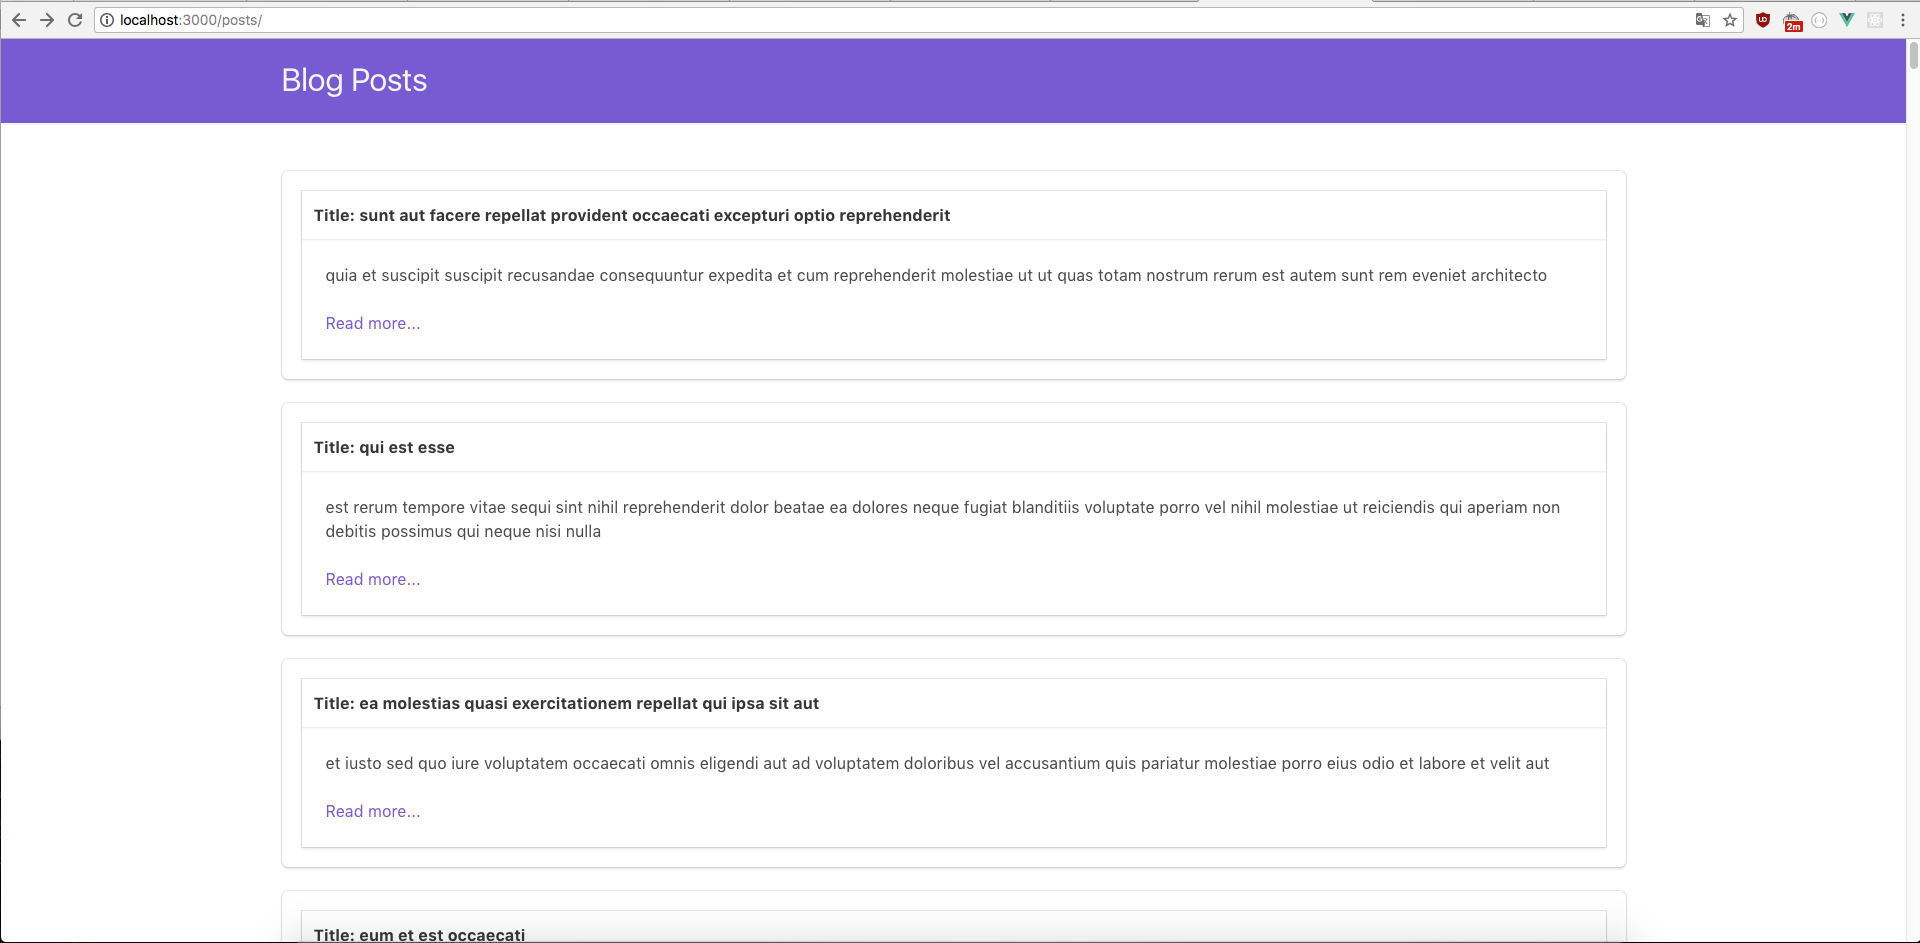 localhost:3000/posts/
2m
Blog Posts
Title: sunt aut facere repellat provident occaecati excepturi optio reprehenderit
quia et suscipit suscipit recusandae consequuntur expedita et cum reprehenderit molestiae ut ut quas totam nostrum rerum est autem sunt rem eveniet architecto
Read more...
Title: qui est esse
est rerum tempore vitae sequi sint nihil reprehenderit dolor beatae ea dolores neque fugiat blanditiis voluptate porro vel nihil molestiae ut reiciendis qui aperiam non
debitis possimus qui neque nisi nulla
Read more...
Title: ea molestias quasi exercitationem repellat qui ipsa sit aut
et iusto sed quo iure voluptatem occaecati omnis eligendi aut ad voluptatem doloribus vel accusantium quis pariatur molestiae porro eius odio et labore et velit aut
Read more...
Title: eum et est occaecati